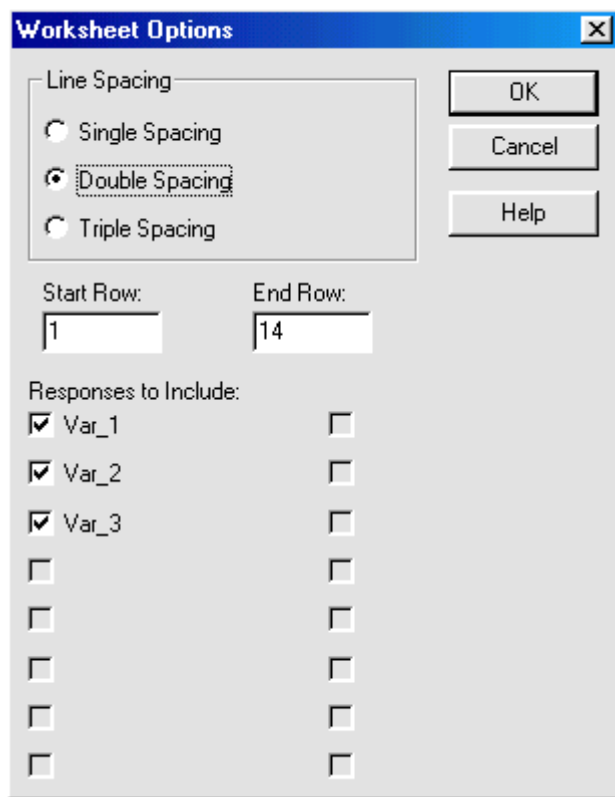 Worksheet Options
Line Spacing
Single Spacing
Double Spacing
Triple Spacing
OK
Cancel
Help
Start Row:
End Row:
1
14
Responses to Include:
Var_1
Var_2
Var_3